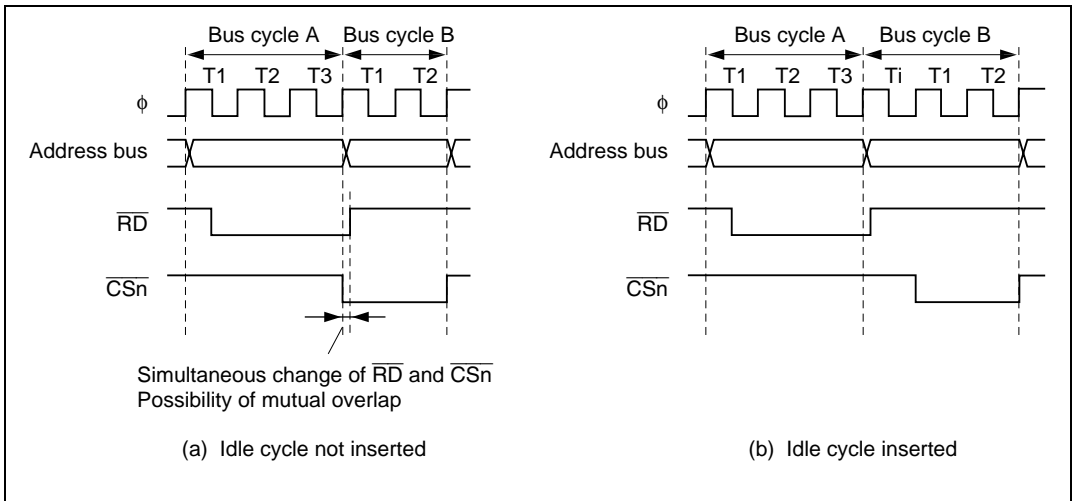 Bus cycle A Bus cycle B
T1 T2 T3 T1 T2
ϕ
Address bus
RD
CSn
Simultaneous change of RD and CSn
Possibility of mutual overlap
(a) Idle cycle not inserted
Bus cycle A Bus cycle B
T1 T2 T3 Ti T1 T2
ϕ
Address bus
RD
CSn
(b) Idle cycle inserted